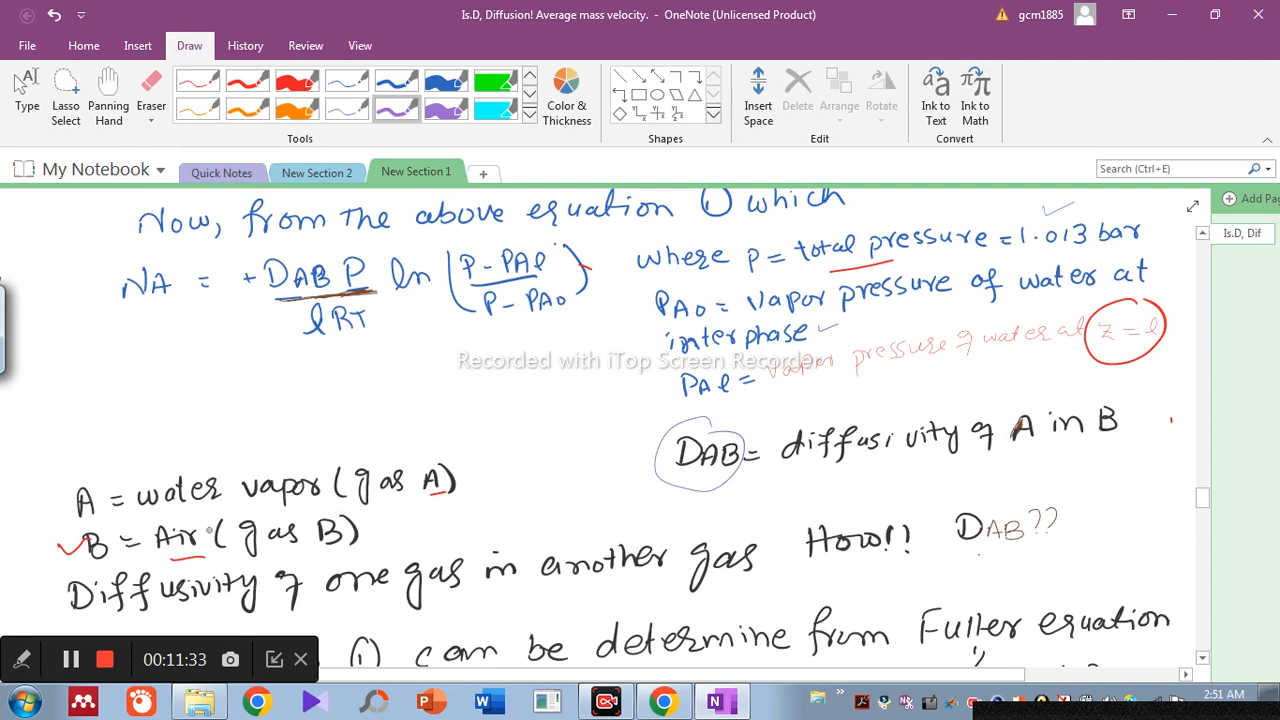 Is.D, Diffusion! Average mass velocity. - OneNote (Unlicensed Product)
gcm1885
File Home Insert Draw History Review View
Type
Lasso Select
Panning Hand
Eraser
Color & Thickness
Insert Space
Delete
Arrange
Rotate
Ink to Text
Ink to Math
Tools
Shapes
Edit
Convert
My Notebook
Quick Notes
New Section 2
New Section 1
Search (Ctrl+E)
Add Pag
Is.D, Dif
Now, from the above equation ① which
NA = + DAB P / lRT ln (P - PAl / P - PAo)
where P = total pressure = 1.013 bar
PAo = vapor pressure of water at
interphase
PAl = vapor pressure of water at z = l
Recorded with iTop Screen Recorder
DAB = diffusivity of A in B
A = water vapor (gas A)
B = Air (gas B)
Diffusivity of one gas in another gas How!! DAB??
(i) can be determine from Fuller equation
00:11:33
2:51 AM